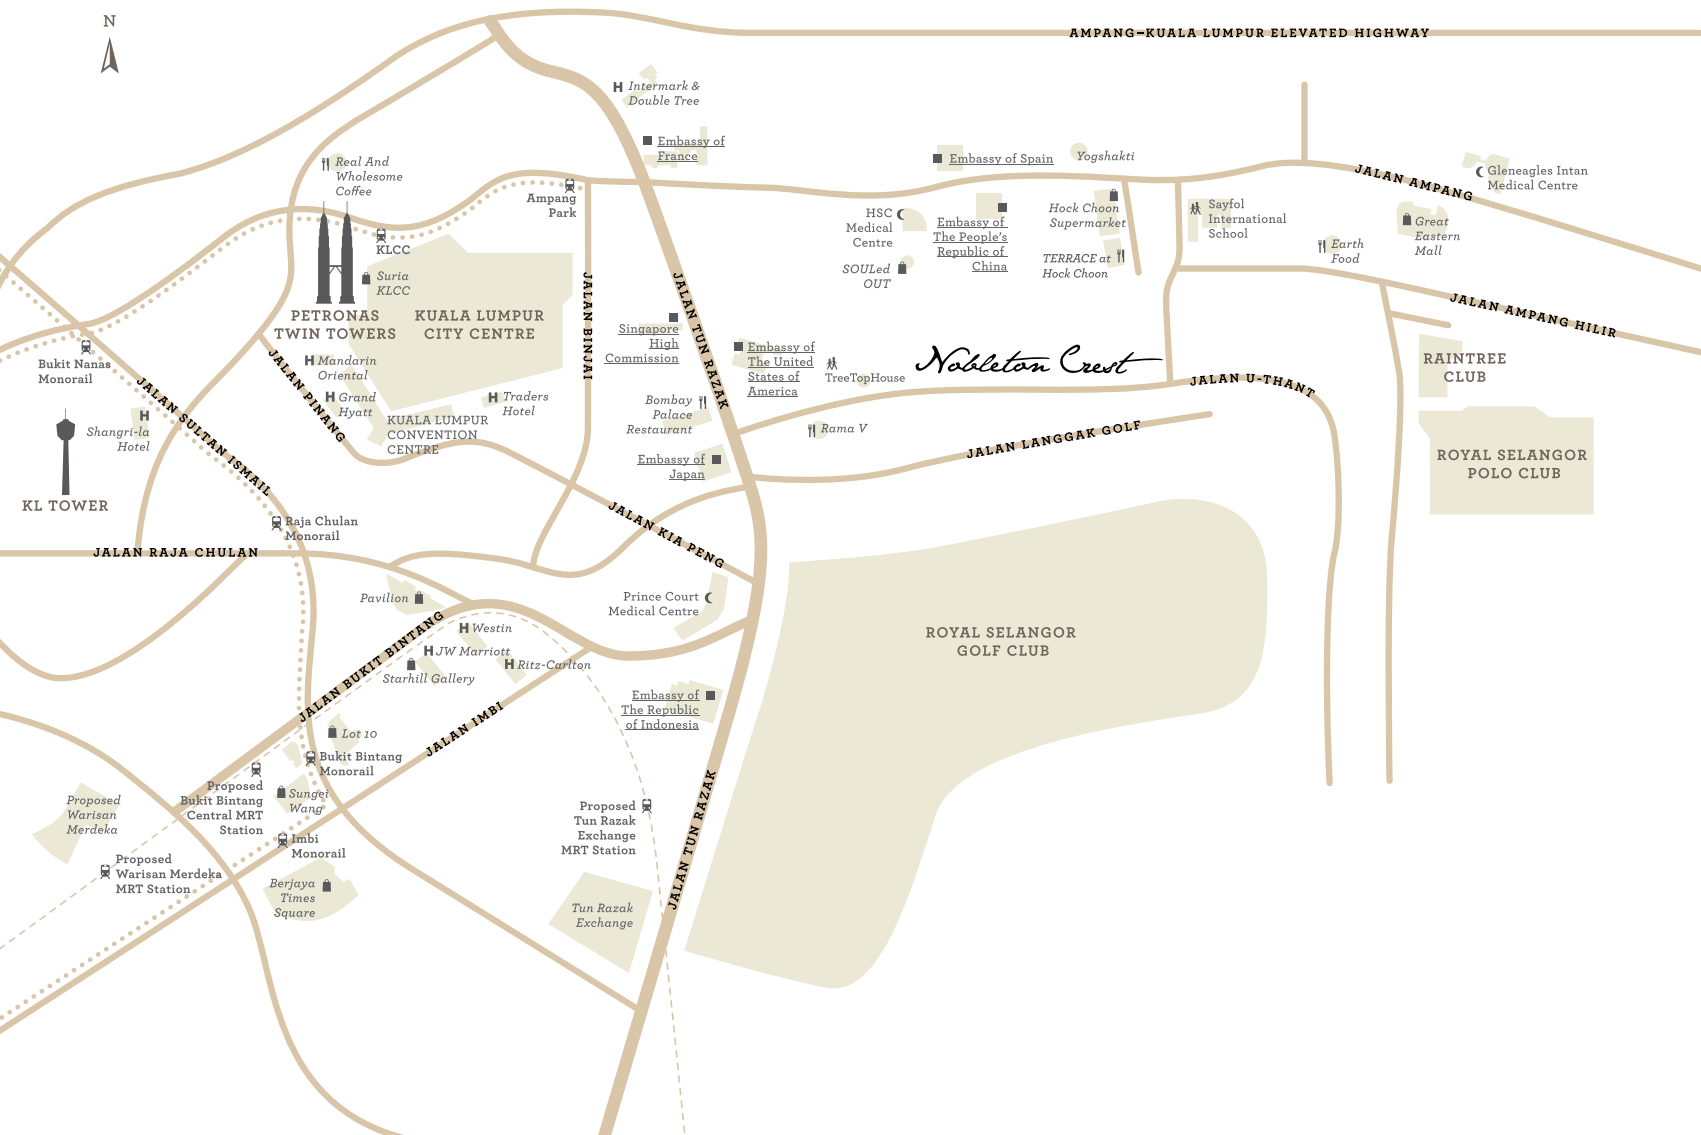 N
AMPANG–KUALA LUMPUR ELEVATED HIGHWAY
Intermark &
Double Tree
Embassy of
France
Embassy of Spain
Yogshakti
JALAN AMPANG
Gleneagles Intan
Medical Centre
Real And
Wholesome
Coffee
Ampang
Park
HSC
Medical
Centre
Embassy of
The People's
Republic of
China
Hock Choon
Supermarket
Sayfol
International
School
Great
Eastern
Mall
Earth
Food
TERRACE at
Hock Choon
SOULed
OUT
KLCC
Suria
KLCC
PETRONAS
TWIN TOWERS
KUALA LUMPUR
CITY CENTRE
JALAN BINJAI
JALAN TUN RAZAK
JALAN AMPANG HILIR
Singapore
High
Commission
Embassy of
The United
States of
America
TreeTopHouse
Nobleton Crest
JALAN U-THANT
RAINTREE
CLUB
Bukit Nanas
Monorail
JALAN PINANG
Mandarin
Oriental
Grand
Hyatt
Traders
Hotel
KUALA LUMPUR
CONVENTION
CENTRE
JALAN SULTAN ISMAIL
H
Shangri-la
Hotel
Bombay
Palace
Restaurant
Rama V
JALAN LANGGAK GOLF
Embassy of
Japan
ROYAL SELANGOR
POLO CLUB
KL TOWER
Raja Chulan
Monorail
JALAN KIA PENG
JALAN RAJA CHULAN
Pavilion
Prince Court
Medical Centre
JALAN BUKIT BINTANG
H Westin
H JW Marriott
H Ritz-Carlton
Starhill Gallery
ROYAL SELANGOR
GOLF CLUB
JALAN IMBI
Embassy of
The Republic
of Indonesia
Lot 10
Bukit Bintang
Monorail
Proposed
Bukit Bintang
Central MRT
Station
Sungei
Wang
Proposed
Warisan
Merdeka
Proposed
Tun Razak
Exchange
MRT Station
JALAN TUN RAZAK
Imbi
Monorail
Proposed
Warisan Merdeka
MRT Station
Berjaya
Times
Square
Tun Razak
Exchange